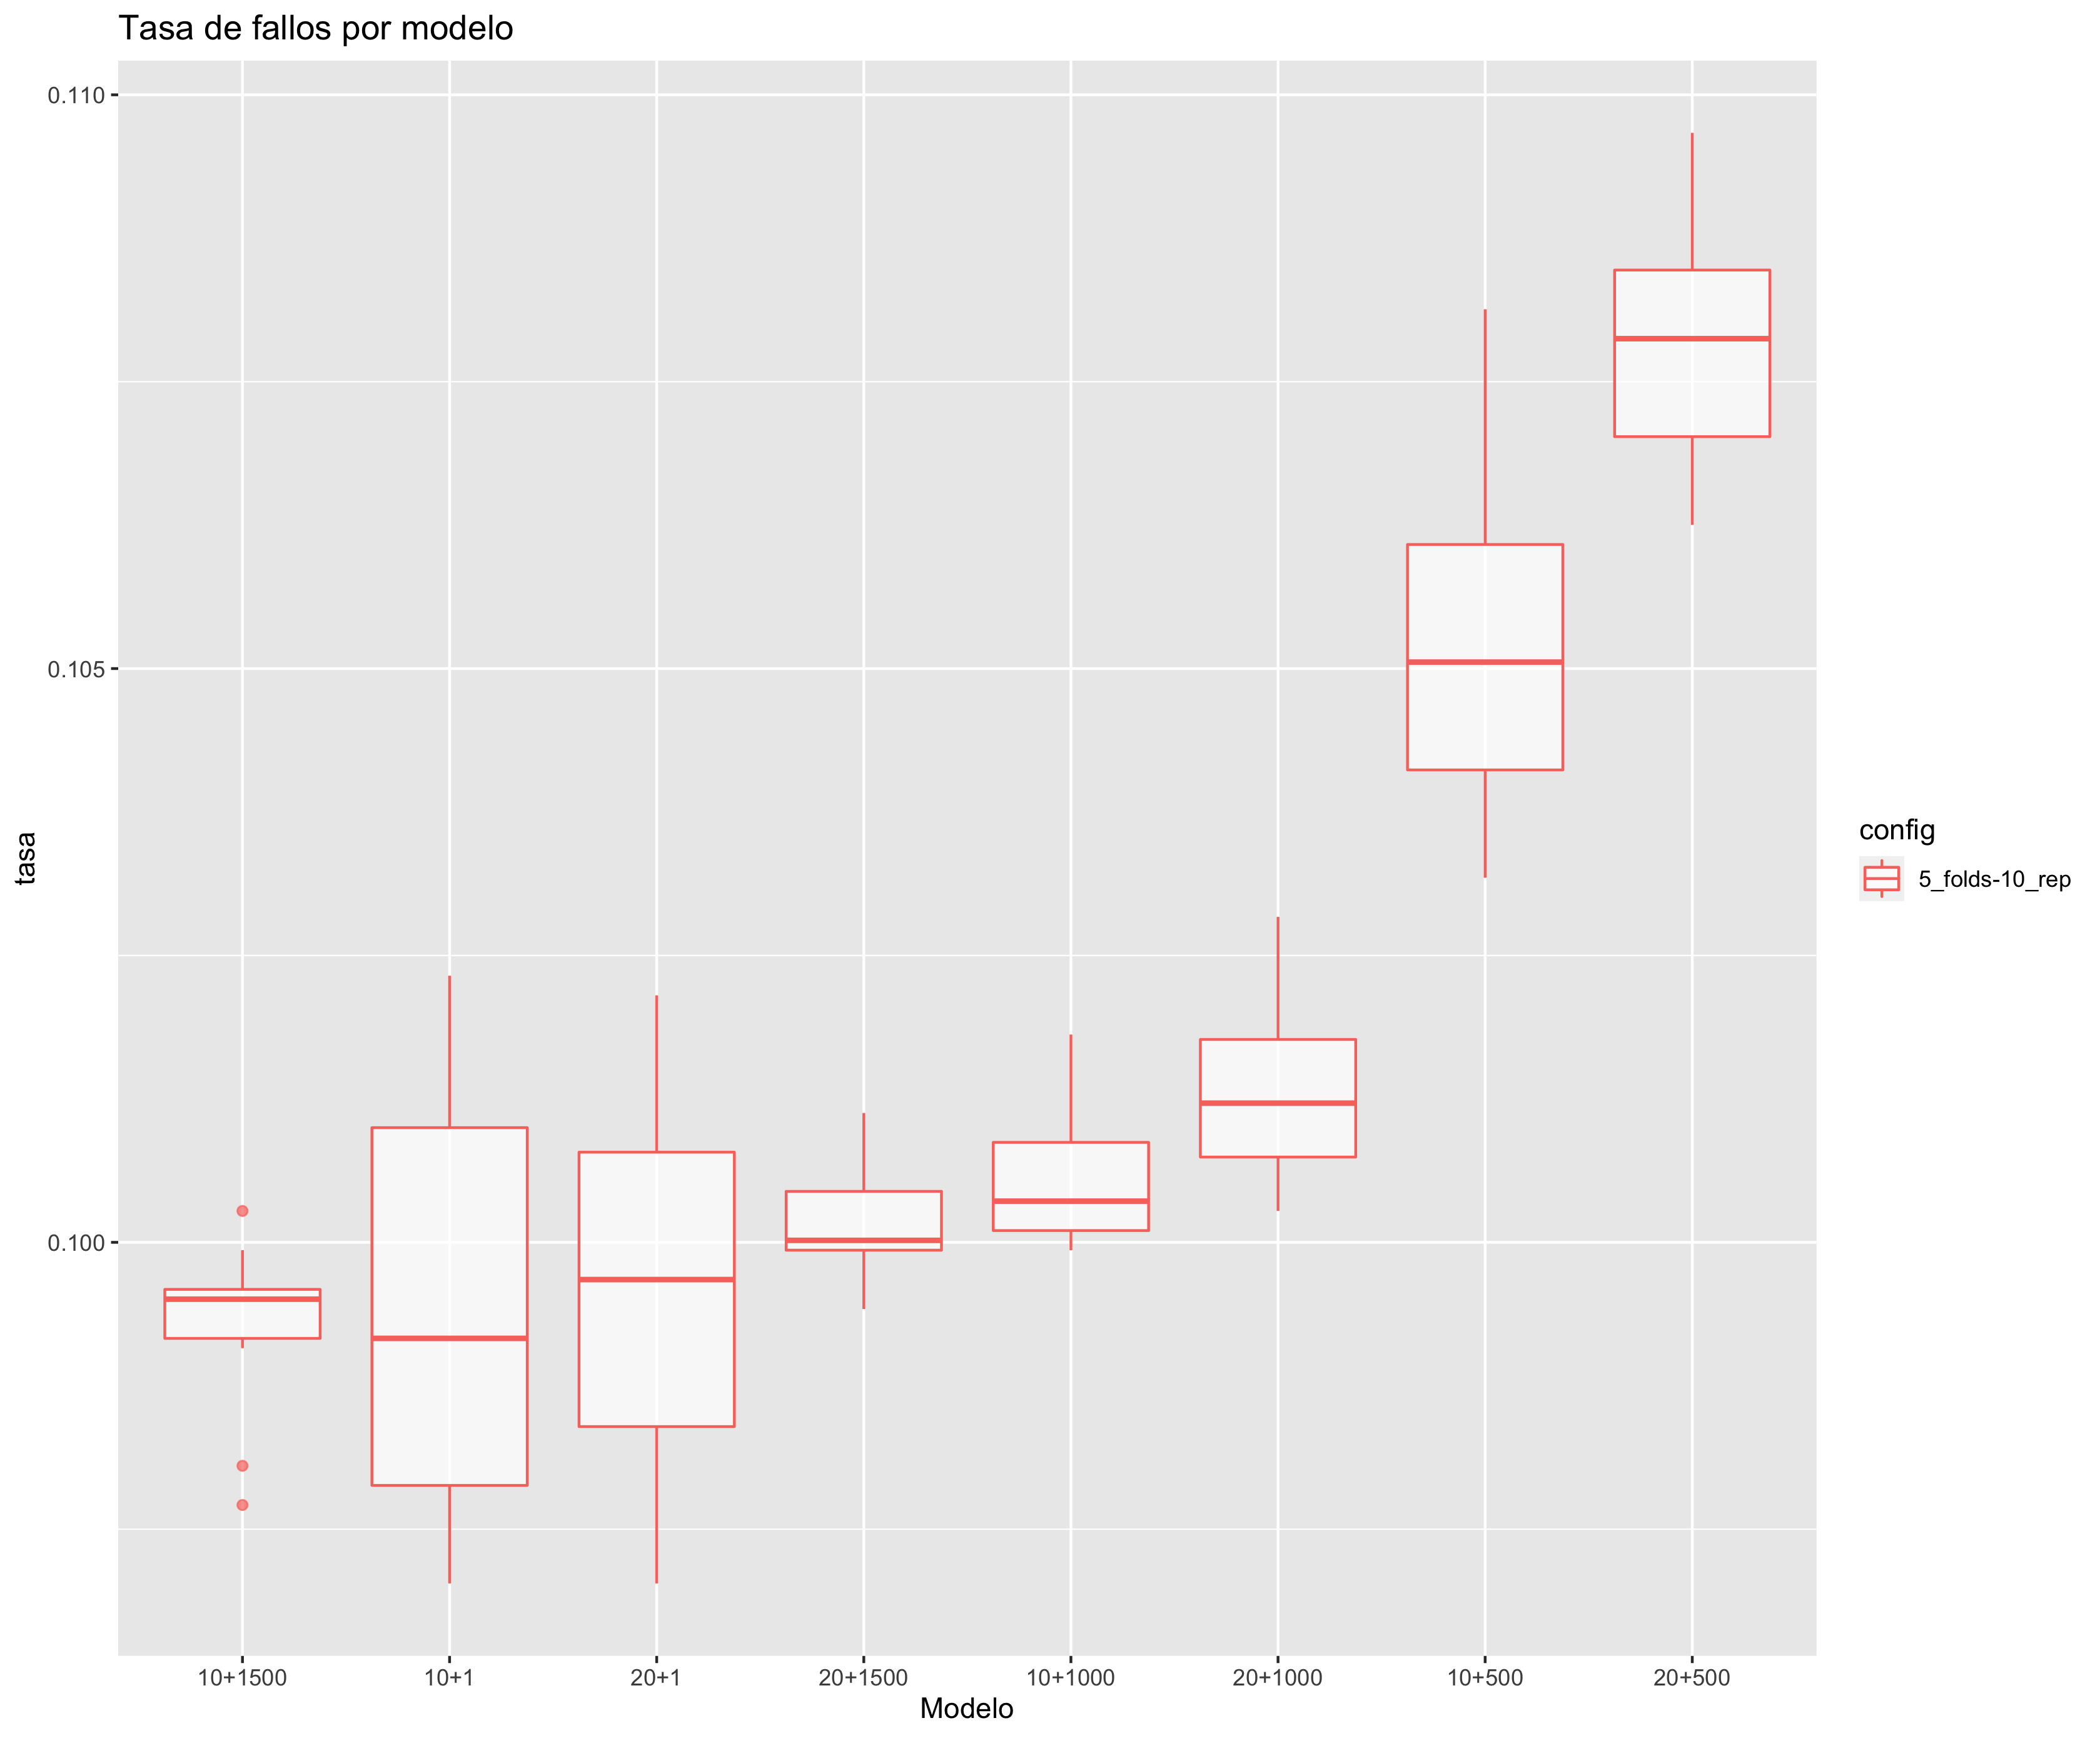 Tasa de fallos por modelo
0.110
0.105
0.100
tasa
10+1500 10+1 20+1 20+1500 10+1000 20+1000 10+500 20+500
Modelo
config
5_folds-10_rep